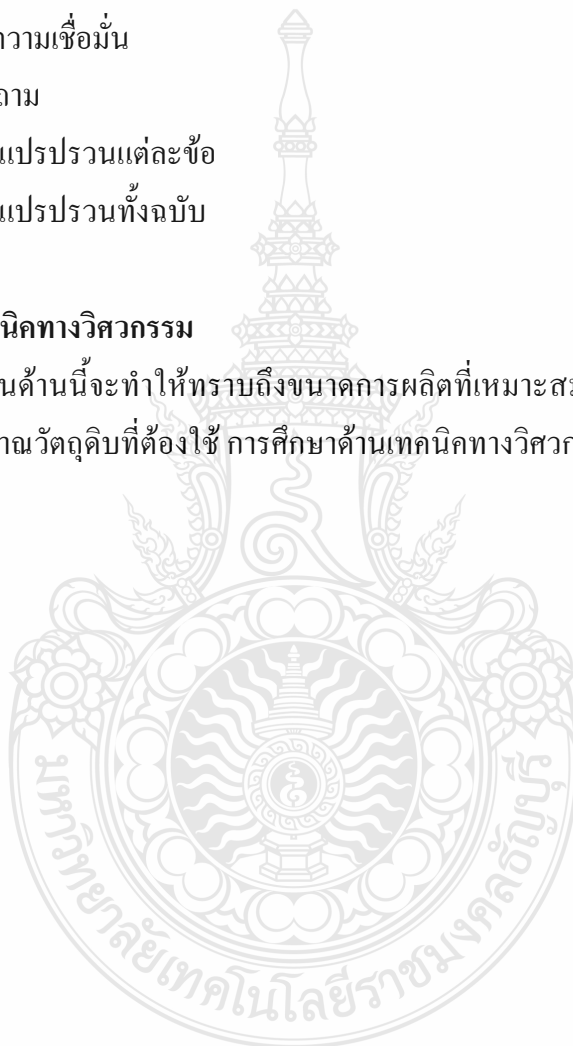 วามเชื่อมั่น
ถาม
แปรปรวนแต่ละข้อ
แปรปรวนทั้งฉบับ
นิคทางวิศวกรรม
นด้านนี้จะทำให้ทราบถึงขนาดการผลิตที่เหมาะส
าณวัตถุดิบที่ต้องใช้ การศึกษาด้านเทคนิคทางวิศวก
มหาวิทยาลัยเทคโนโลยีราชมงคลธัญบุรี